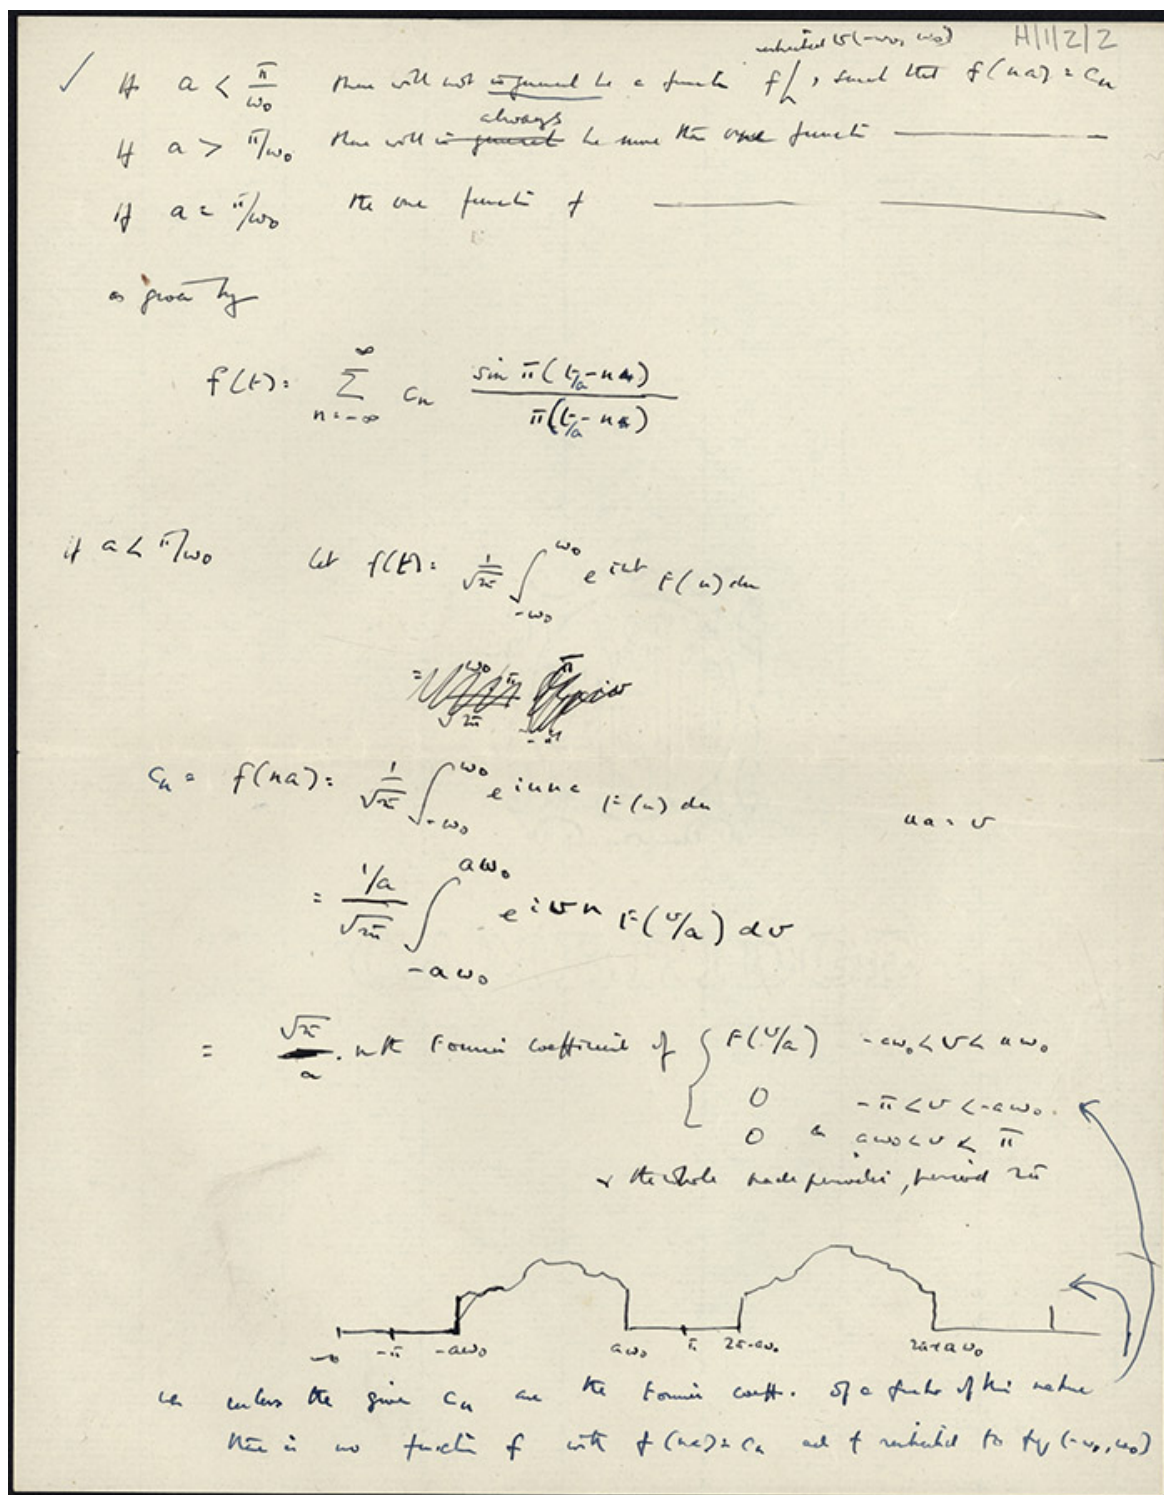 H/1/2/2
restricted to (-ω₀, ω₀)
✓ If a < π/ω₀ there will not in general be a function f, such that f(na) = cₙ
always
If a > π/ω₀ there will in general be more than one function
If a = π/ω₀ the one function f
is given by
f(t) = Σ_{n=-∞}^{∞} cₙ sin π(t/a - n) / π(t/a - n)
if a < π/ω₀ let f(t) = 1/√2π ∫_{-ω₀}^{ω₀} e^{iut} F(u) du
cₙ = f(na) = 1/√2π ∫_{-ω₀}^{ω₀} e^{iuna} F(u) du ua = v
= (1/a)/√2π ∫_{-aω₀}^{aω₀} e^{ivn} F(v/a) dv
= √2π/a . nth Fourier coefficient of { F(v/a) -aω₀ < v < aω₀
0 -π < v < -aω₀.
0 aω₀ < v < π
+ the whole made periodic, period 2π
-π -aω₀ aω₀ π 2π-aω₀ 2π+aω₀
unless the given cₙ are the Fourier coeff. of a function of this nature
there is no function f with f(na) = cₙ and f restricted to (-ω₀, ω₀)